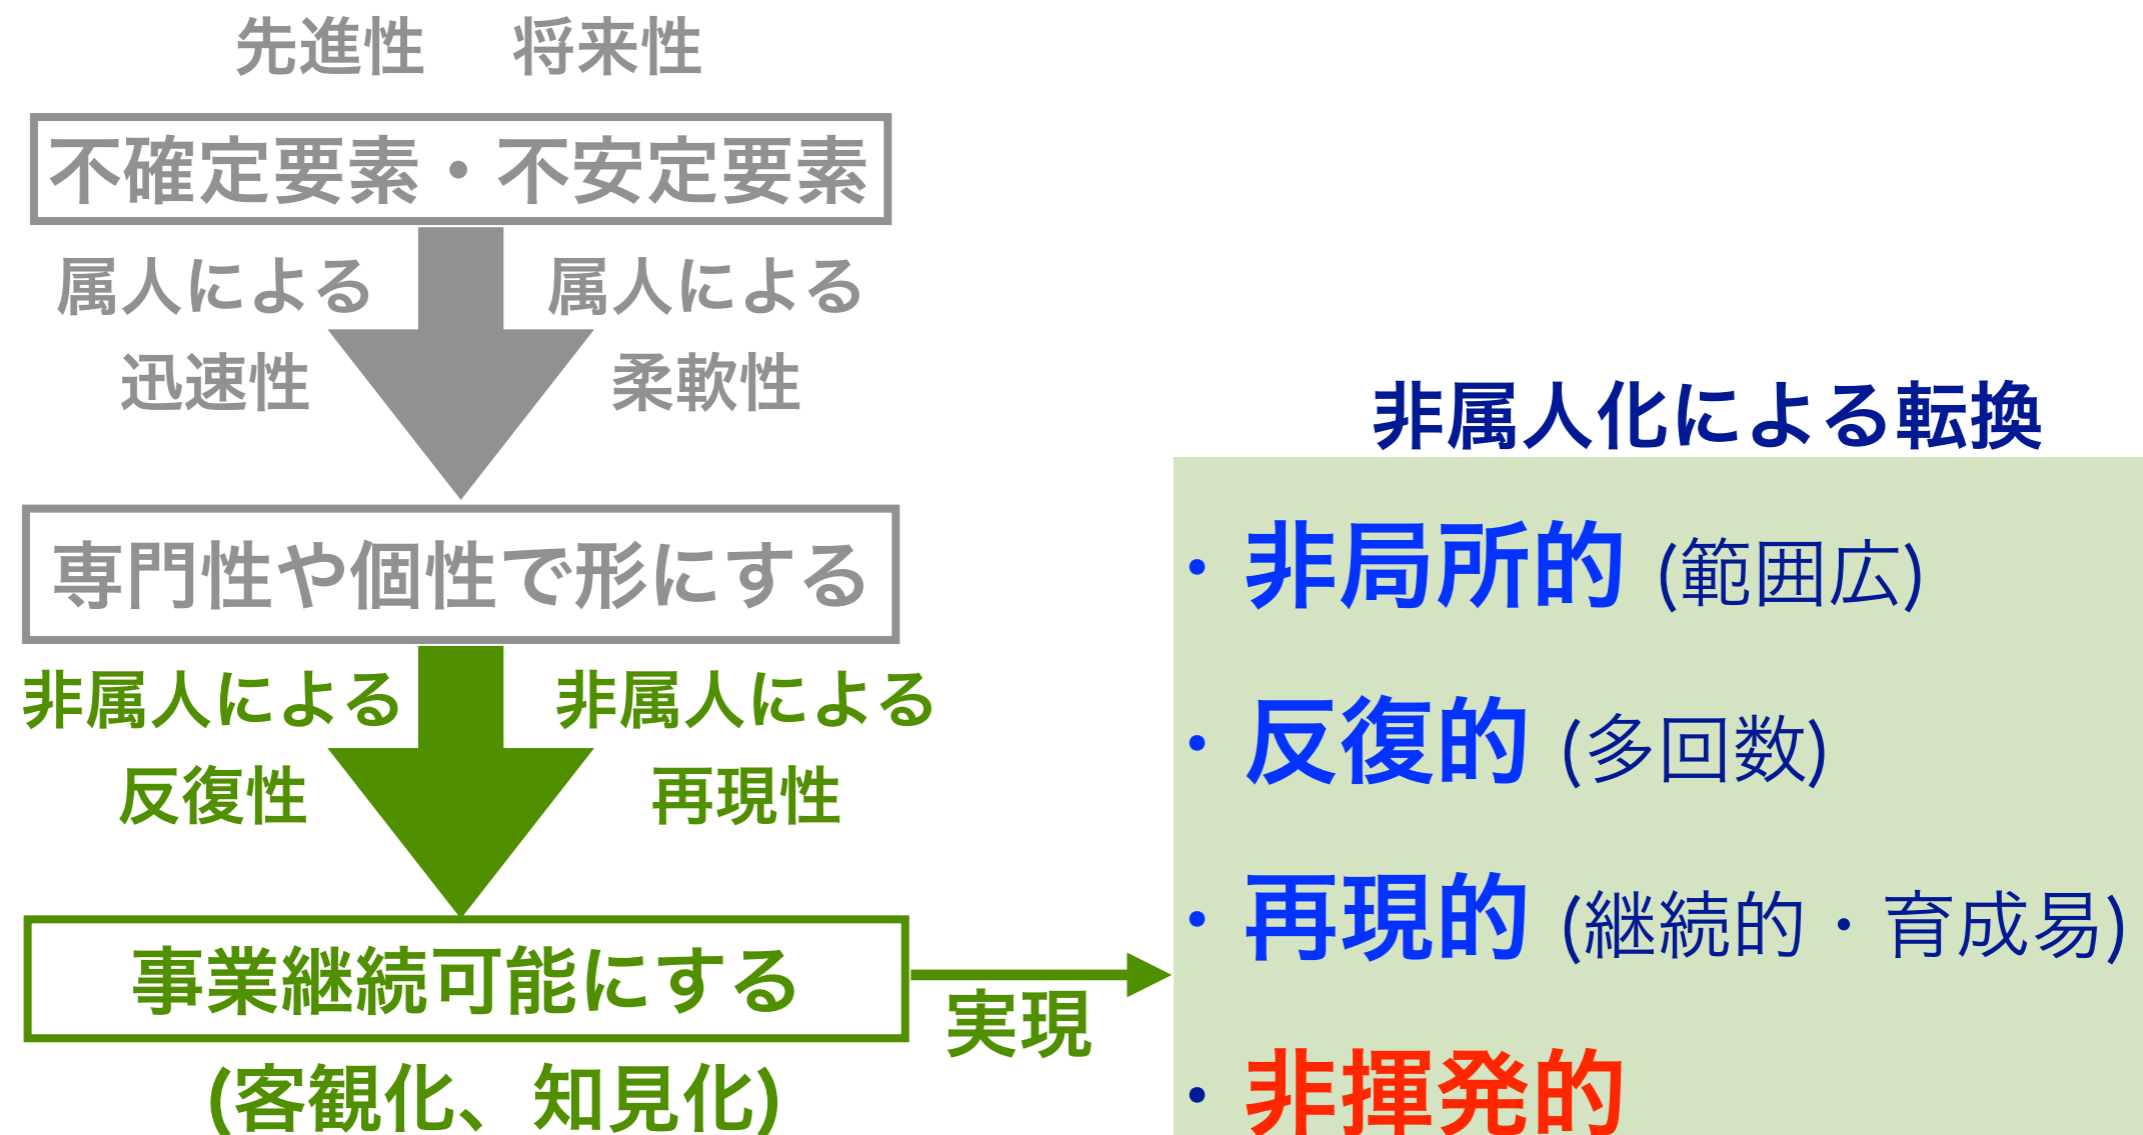 先進性 将来性
不確定要素・不安定要素
属人による 属人による
迅速性 柔軟性
専門性や個性で形にする
非属人による 非属人による
反復性 再現性
事業継続可能にする
(客観化、知見化)
実現
非属人化による転換
・非局所的 (範囲広)
・反復的 (多回数)
・再現的 (継続的・育成易)
・非揮発的